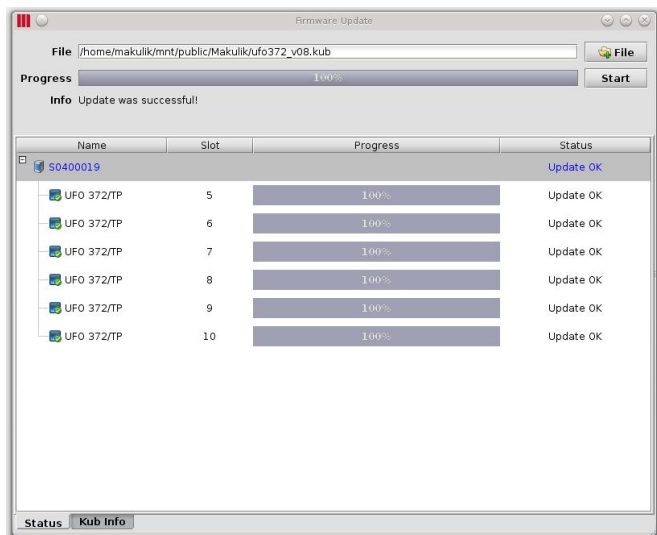 Firmware Update
File /home/makulik/mnt/public/Makulik/ufo372_v08.kub File
Progress 100% Start
Info Update was successful!
Name Slot Progress Status
S0400019 Update OK
UFO 372/TP 5 100% Update OK
UFO 372/TP 6 100% Update OK
UFO 372/TP 7 100% Update OK
UFO 372/TP 8 100% Update OK
UFO 372/TP 9 100% Update OK
UFO 372/TP 10 100% Update OK
Status Kub Info